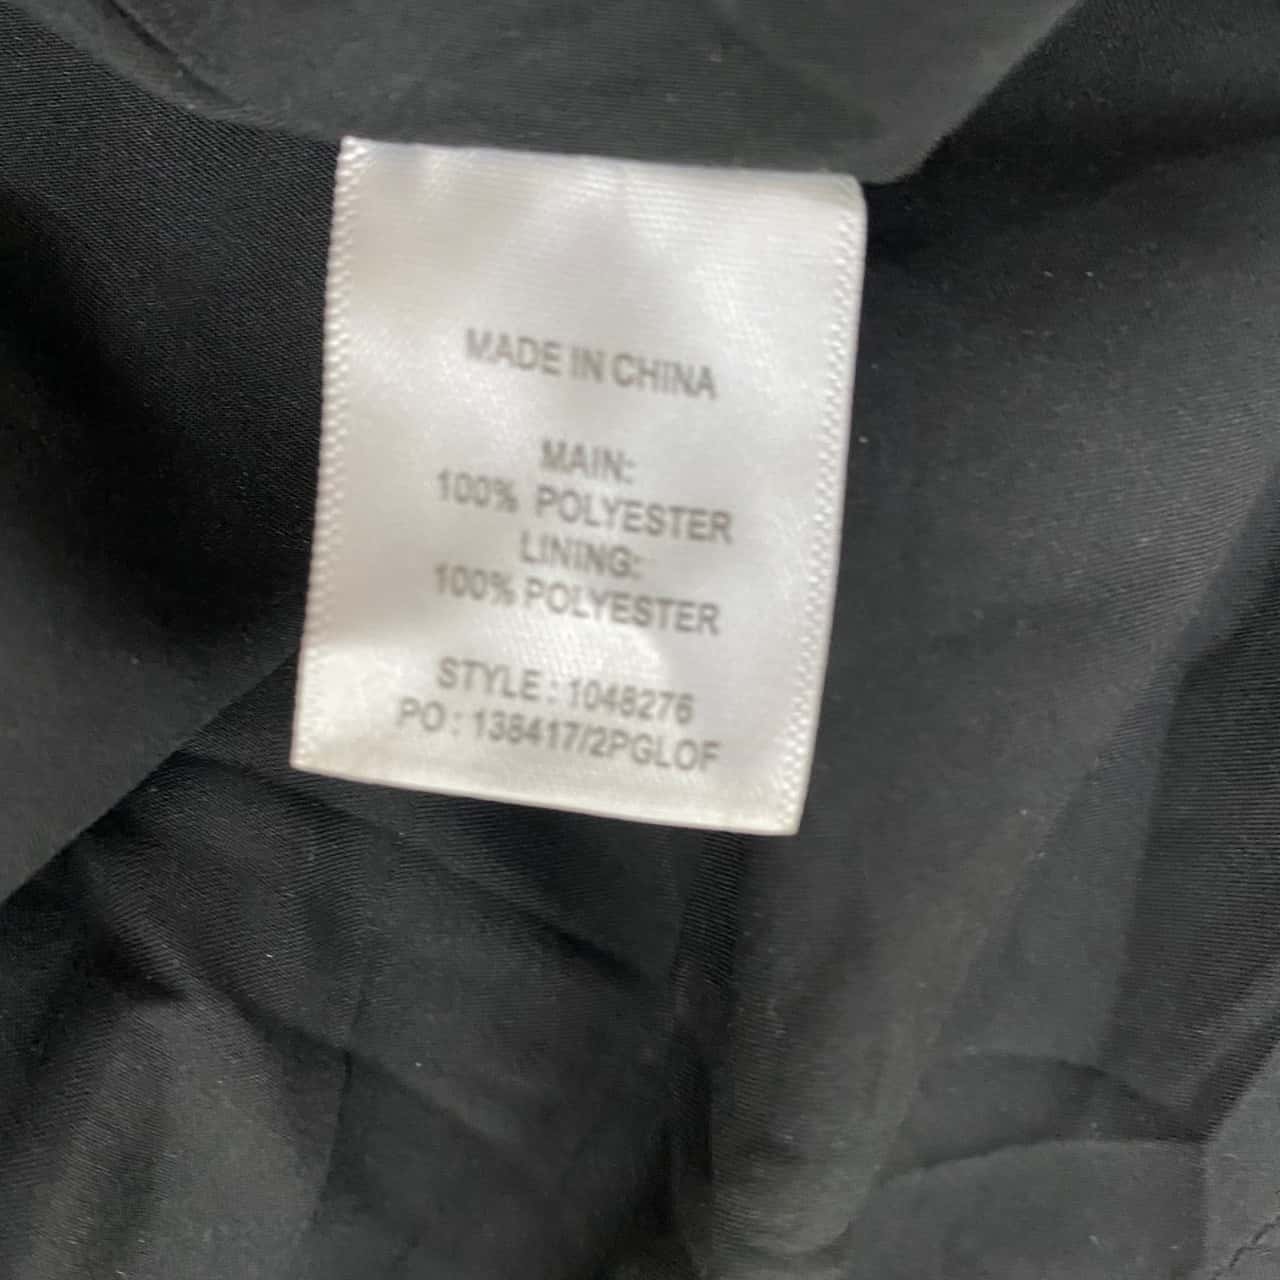 MADE IN CHINA
MAIN:
100% POLYESTER
LINING:
100% POLYESTER
STYLE : 1048276
PO : 138417/2PGLOF